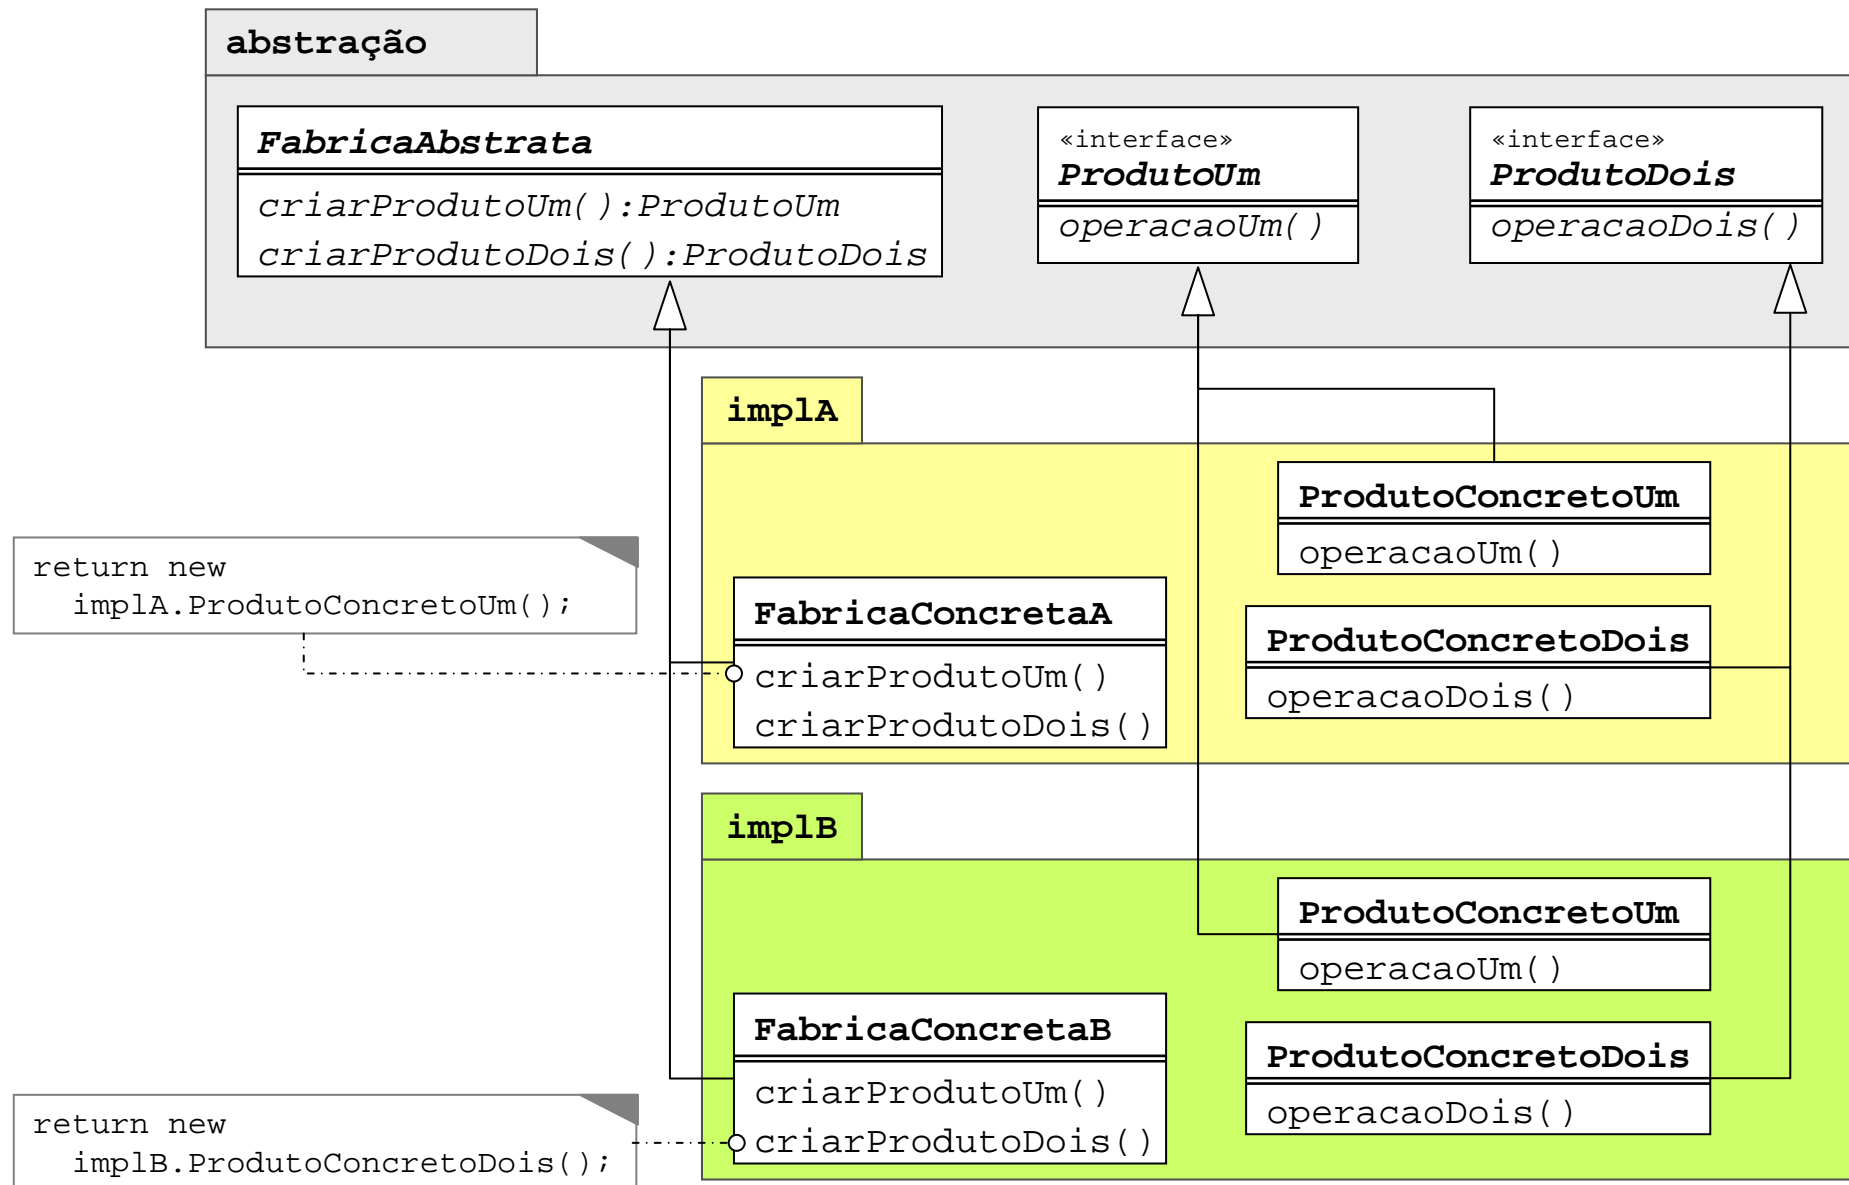 abstração
FabricaAbstrata
criarProdutoUm():ProdutoUm
criarProdutoDois():ProdutoDois
«interface»
ProdutoUm
operacaoUm()
«interface»
ProdutoDois
operacaoDois()
implA
ProdutoConcretoUm
operacaoUm()
return new
implA.ProdutoConcretoUm();
FabricaConcretaA
criarProdutoUm()
criarProdutoDois()
ProdutoConcretoDois
operacaoDois()
implB
ProdutoConcretoUm
operacaoUm()
FabricaConcretaB
criarProdutoUm()
criarProdutoDois()
ProdutoConcretoDois
operacaoDois()
return new
implB.ProdutoConcretoDois();